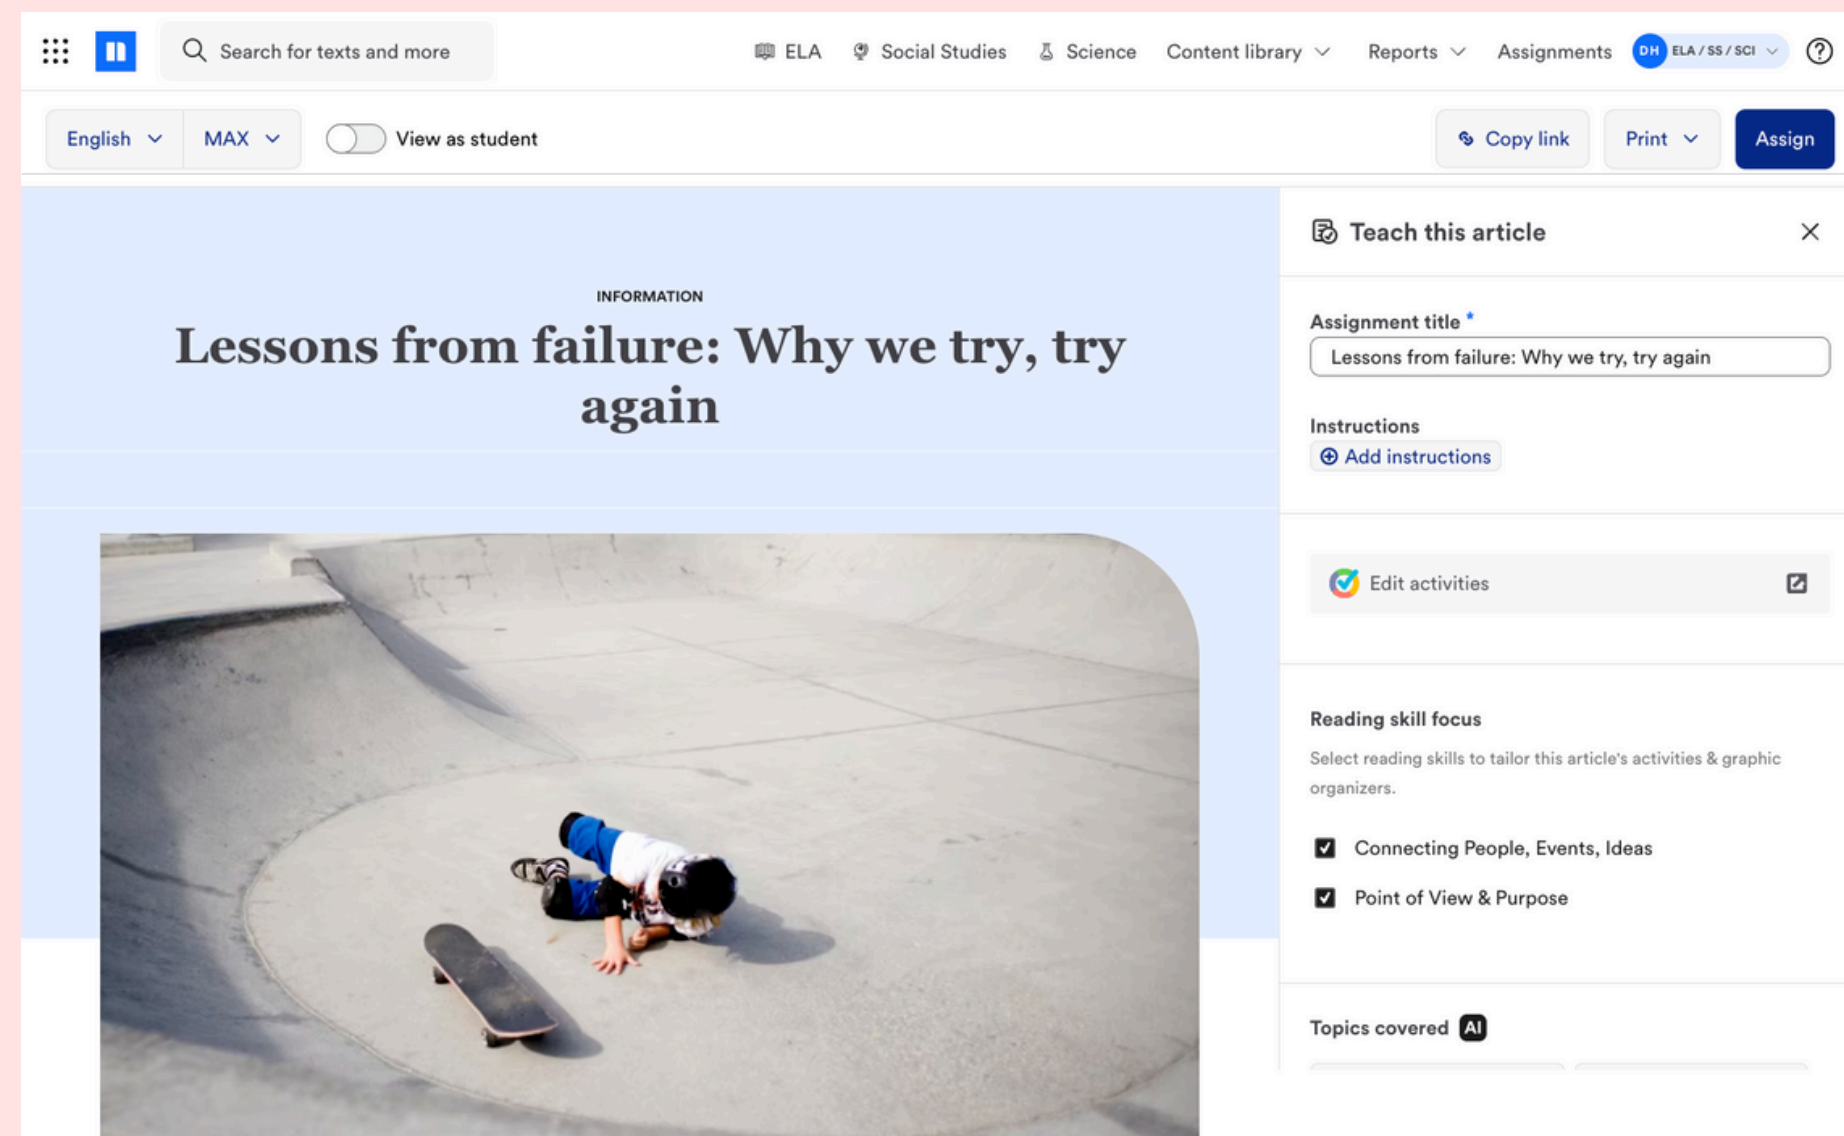 Search for texts and more
ELA
Social Studies
Science
Content library
Reports
Assignments
DH
ELA / SS / SCI
English
MAX
View as student
Copy link
Print
Assign
INFORMATION
Lessons from failure: Why we try, try
again
Teach this article
Assignment title *
Lessons from failure: Why we try, try again
Instructions
Add instructions
Edit activities
Reading skill focus
Select reading skills to tailor this article's activities & graphic
organizers.
Connecting People, Events, Ideas
Point of View & Purpose
Topics covered AI